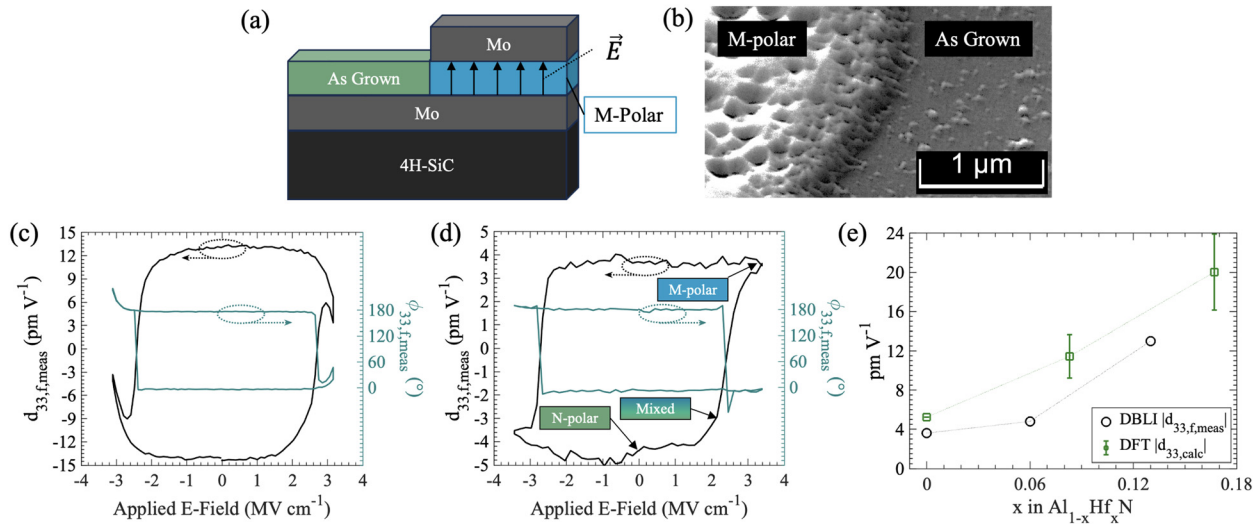 (a)
Mo
As Grown
E
M-Polar
Mo
4H-SiC
(b)
M-polar
As Grown
1 μm
(c)
15
12
9
6
3
0
-3
-6
-9
-12
-15
d33,f,meas (pm V-1)
-4 -3 -2 -1 0 1 2 3 4
Applied E-Field (MV cm-1)
180
120
60
0
ϕ33,f,meas (°)
(d)
5
4
3
2
1
0
-1
-2
-3
-4
-5
d33,f,meas (pm V-1)
M-polar
Mixed
N-polar
-4 -3 -2 -1 0 1 2 3 4
Applied E-Field (MV cm-1)
180
120
60
0
ϕ33,f,meas (°)
(e)
24
20
16
12
8
4
0
pm V-1
DBLI |d33,f,meas|
DFT |d33,calc|
0 0.06 0.12 0.18
x in Al1-xHfxN